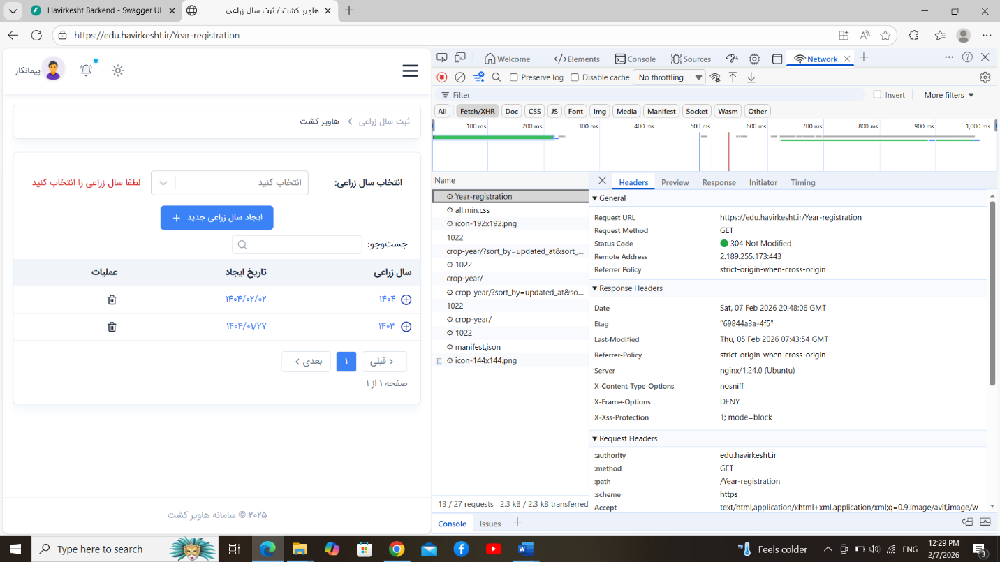 Havirkesht Backend - Swagger UI
هاویر کشت / ثبت سال زراعی
https://edu.havirkesht.ir/Year-registration
پیمانکار
ثبت سال زراعی
هاویر کشت
انتخاب سال زراعی:
انتخاب کنید
لطفا سال زراعی را انتخاب کنید
ایجاد سال زراعی جدید +
جست‌وجو:
سال زراعی تاریخ ایجاد عملیات
۱۴۰۴ ۱۴۰۴/۰۲/۰۲
۱۴۰۳ ۱۴۰۴/۰۱/۲۷
قبلی ۱ بعدی
صفحه ۱ از ۱
۲۰۲۵ © سامانه هاویر کشت
Welcome Elements Console Sources Network
Preserve log Disable cache No throttling
Filter Invert More filters
All Fetch/XHR Doc CSS JS Font Img Media Manifest Socket Wasm Other
100 ms 200 ms 300 ms 400 ms 500 ms 600 ms 700 ms 800 ms 900 ms 1,000 ms
Name
Year-registration
all.min.css
icon-192x192.png
1022
crop-year/?sort_by=updated_at&sort_...
1022
crop-year/
crop-year/?sort_by=updated_at&so...
1022
crop-year/
1022
manifest.json
icon-144x144.png
13 / 27 requests 2.3 kB / 2.3 kB transferred
Headers Preview Response Initiator Timing
General
Request URL https://edu.havirkesht.ir/Year-registration
Request Method GET
Status Code 304 Not Modified
Remote Address 2.189.255.173:443
Referrer Policy strict-origin-when-cross-origin
Response Headers
Date Sat, 07 Feb 2026 20:48:06 GMT
Etag "69844a3a-4f5"
Last-Modified Thu, 05 Feb 2026 07:43:54 GMT
Referrer-Policy strict-origin-when-cross-origin
Server nginx/1.24.0 (Ubuntu)
X-Content-Type-Options nosniff
X-Frame-Options DENY
X-Xss-Protection 1; mode=block
Request Headers
:authority edu.havirkesht.ir
:method GET
:path /Year-registration
:scheme https
Accept text/html,application/xhtml+xml,application/xml;q=0.9,image/avif,image/w
Console Issues
Type here to search
Feels colder
ENG
12:29 PM
2/7/2026
3